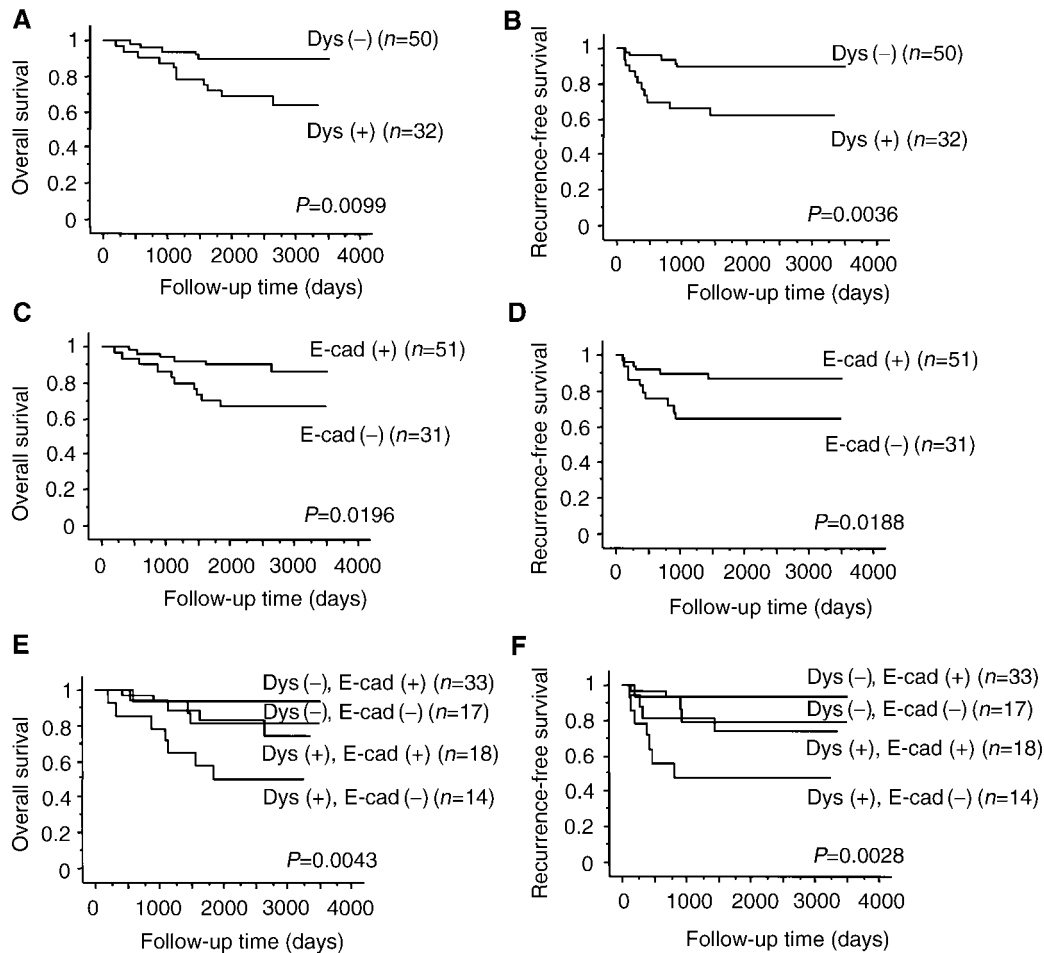 A
Overall surival
1
0.8
0.6
0.4
0.2
0
Dys (−) (n=50)
Dys (+) (n=32)
P=0.0099
0 1000 2000 3000 4000
Follow-up time (days)
B
Recurrence-free survival
1
0.8
0.6
0.4
0.2
0
Dys (−) (n=50)
Dys (+) (n=32)
P=0.0036
0 1000 2000 3000 4000
Follow-up time (days)
C
Overall survival
1
0.8
0.6
0.4
0.2
0
E-cad (+) (n=51)
E-cad (−) (n=31)
P=0.0196
0 1000 2000 3000 4000
Follow-up time (days)
D
Recurrence-free survival
1
0.8
0.6
0.4
0.2
0
E-cad (+) (n=51)
E-cad (−) (n=31)
P=0.0188
0 1000 2000 3000 4000
Follow-up time (days)
E
Overall survival
1
0.8
0.6
0.4
0.2
0
Dys (−), E-cad (+) (n=33)
Dys (−), E-cad (−) (n=17)
Dys (+), E-cad (+) (n=18)
Dys (+), E-cad (−) (n=14)
P=0.0043
0 1000 2000 3000 4000
Follow-up time (days)
F
Recurrence-free survival
1
0.8
0.6
0.4
0.2
0
Dys (−), E-cad (+) (n=33)
Dys (−), E-cad (−) (n=17)
Dys (+), E-cad (+) (n=18)
Dys (+), E-cad (−) (n=14)
P=0.0028
0 1000 2000 3000 4000
Follow-up time (days)